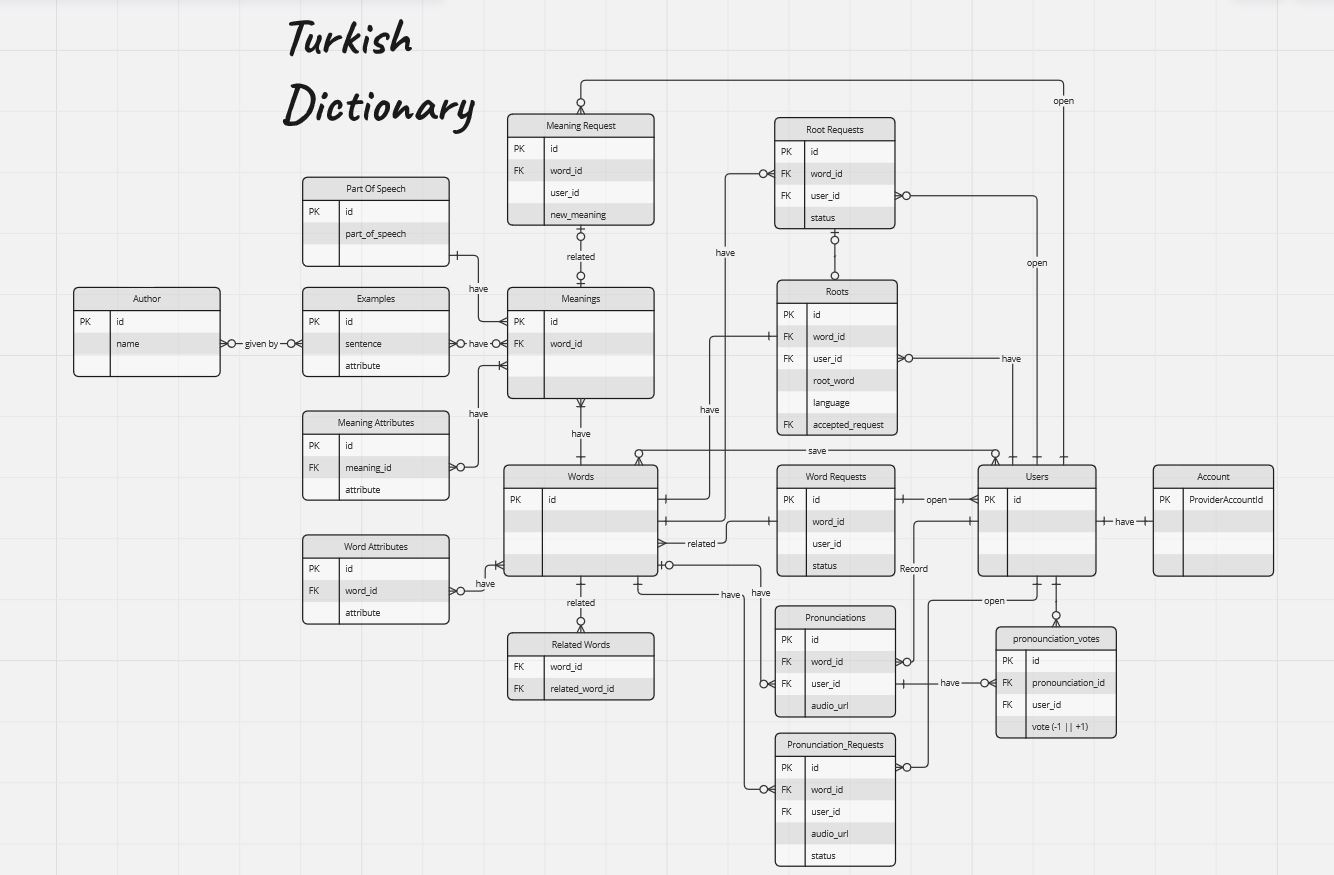 Turkish
Dictionary
open
Meaning Request
PK id
FK word_id
user_id
new_meaning
Root Requests
PK id
FK word_id
FK user_id
status
Part Of Speech
PK id
part_of_speech
have
related
have
open
Author
PK id
name
given by
Examples
PK id
sentence
attribute
have
Meanings
PK id
FK word_id
Roots
PK id
FK word_id
FK user_id
root_word
language
FK accepted_request
have
Meaning Attributes
PK id
FK meaning_id
attribute
have
have
have
save
Words
PK id
Word Requests
PK id
word_id
user_id
status
open
related
Users
PK id
have
Account
PK ProviderAccountId
Word Attributes
PK id
FK word_id
attribute
have
related
have
have
Record
open
Related Words
FK word_id
FK related_word_id
Pronunciations
PK id
FK word_id
FK user_id
audio_url
have
pronounciation_votes
PK id
FK pronounciation_id
FK user_id
vote (-1 || +1)
Pronunciation_Requests
PK id
FK word_id
FK user_id
audio_url
status